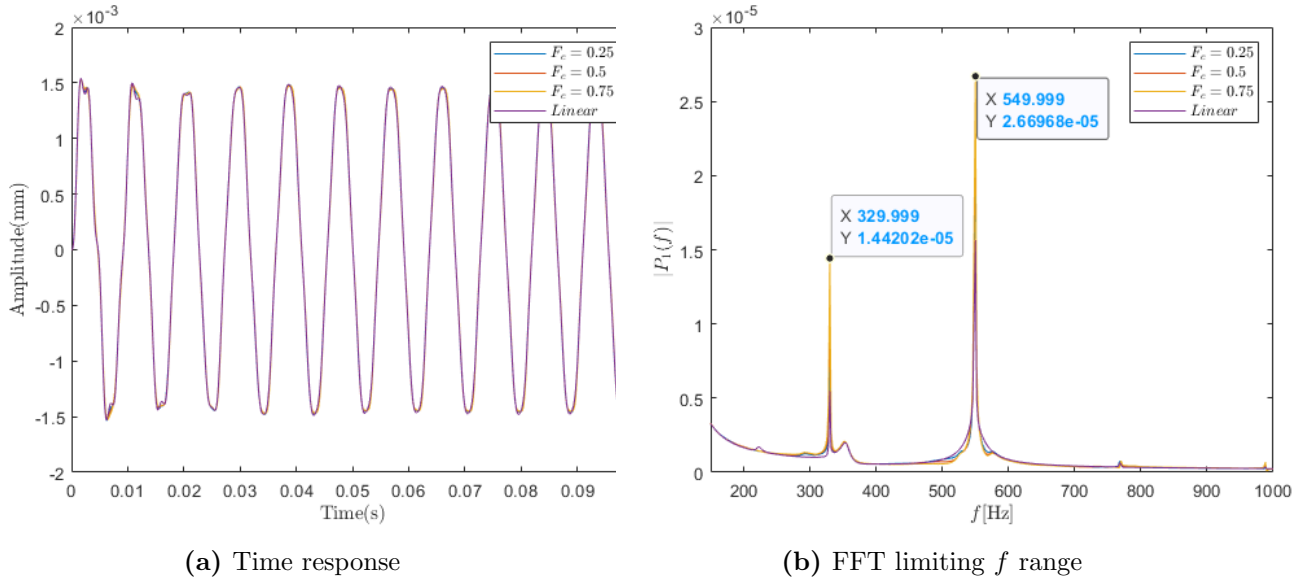 ×10⁻³
2
1.5
1
0.5
0
-0.5
-1
-1.5
-2
Amplitude(mm)
0 0.01 0.02 0.03 0.04 0.05 0.06 0.07 0.08 0.09
Time(s)
F_c = 0.25
F_c = 0.5
F_c = 0.75
Linear
(a) Time response
×10⁻⁵
3
2.5
2
1.5
1
0.5
0
|P₁(f)|
200 300 400 500 600 700 800 900 1000
f[Hz]
F_c = 0.25
F_c = 0.5
F_c = 0.75
Linear
X 549.999
Y 2.66968e-05
X 329.999
Y 1.44202e-05
(b) FFT limiting f range